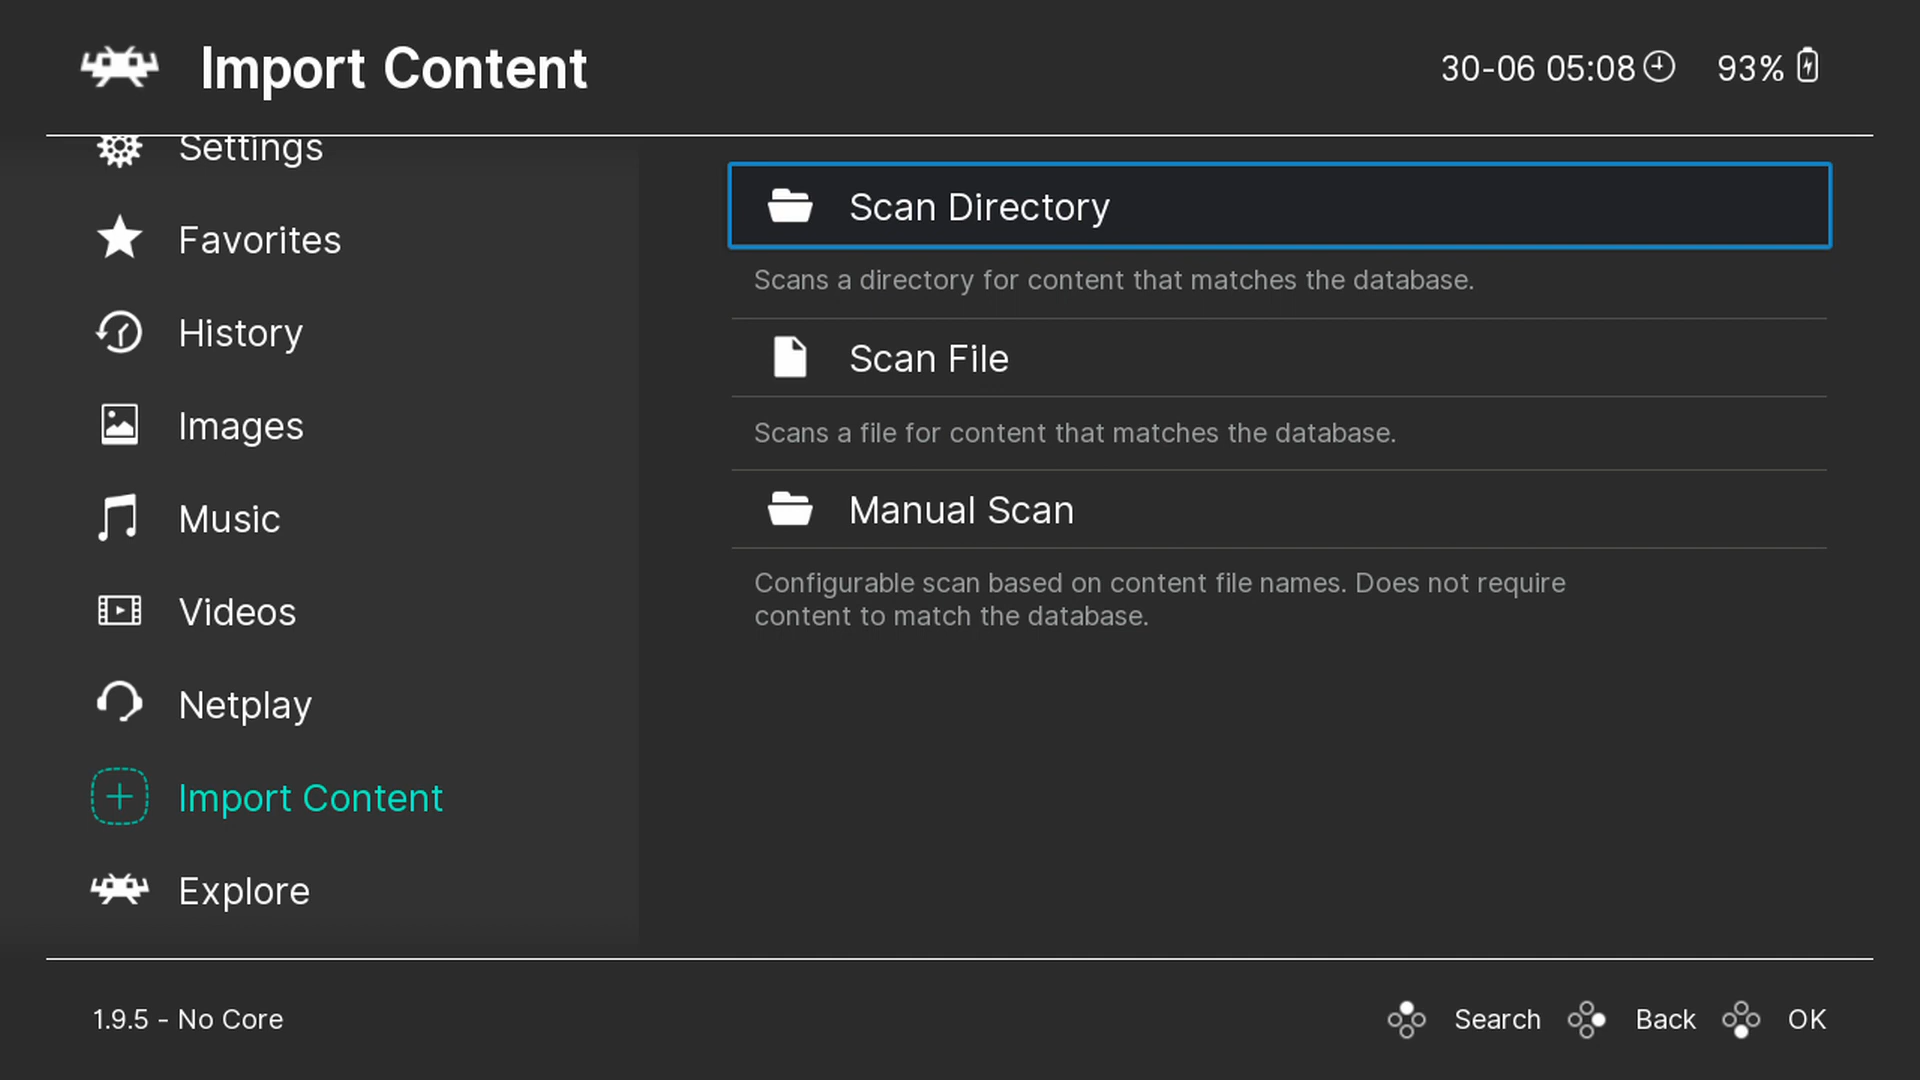 Import Content
30-06 05:08
93%
Settings
Favorites
History
Images
Music
Videos
Netplay
Import Content
Explore
Scan Directory
Scans a directory for content that matches the database.
Scan File
Scans a file for content that matches the database.
Manual Scan
Configurable scan based on content file names. Does not require
content to match the database.
1.9.5 - No Core
Search
Back
OK